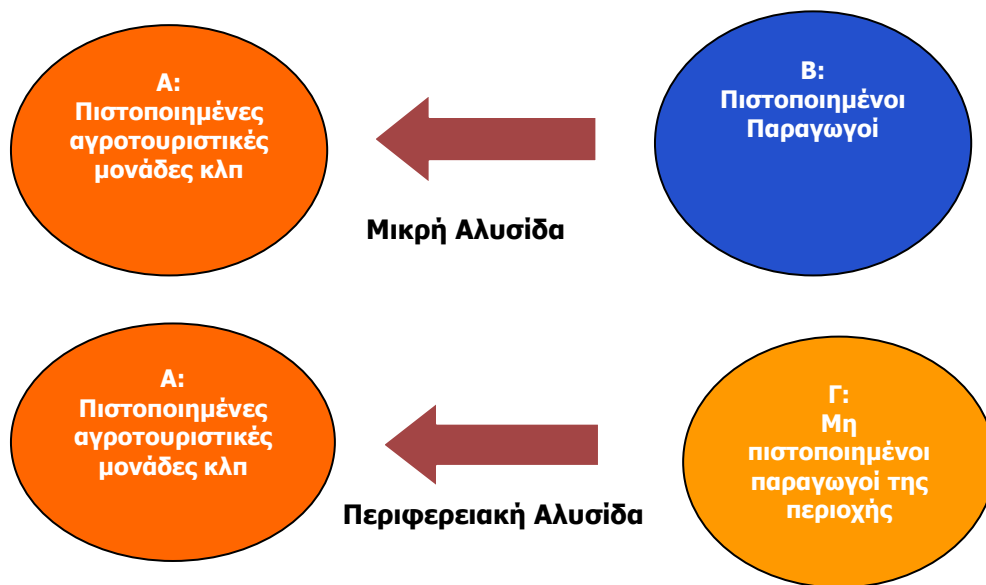 Α:
Πιστοποιημένες
αγροτουριστικές
μονάδες κλπ
Β:
Πιστοποιημένοι
Παραγωγοί
Μικρή Αλυσίδα
Α:
Πιστοποιημένες
αγροτουριστικές
μονάδες κλπ
Γ:
Μη
πιστοποιημένοι
παραγωγοί της
περιοχής
Περιφερειακή Αλυσίδα